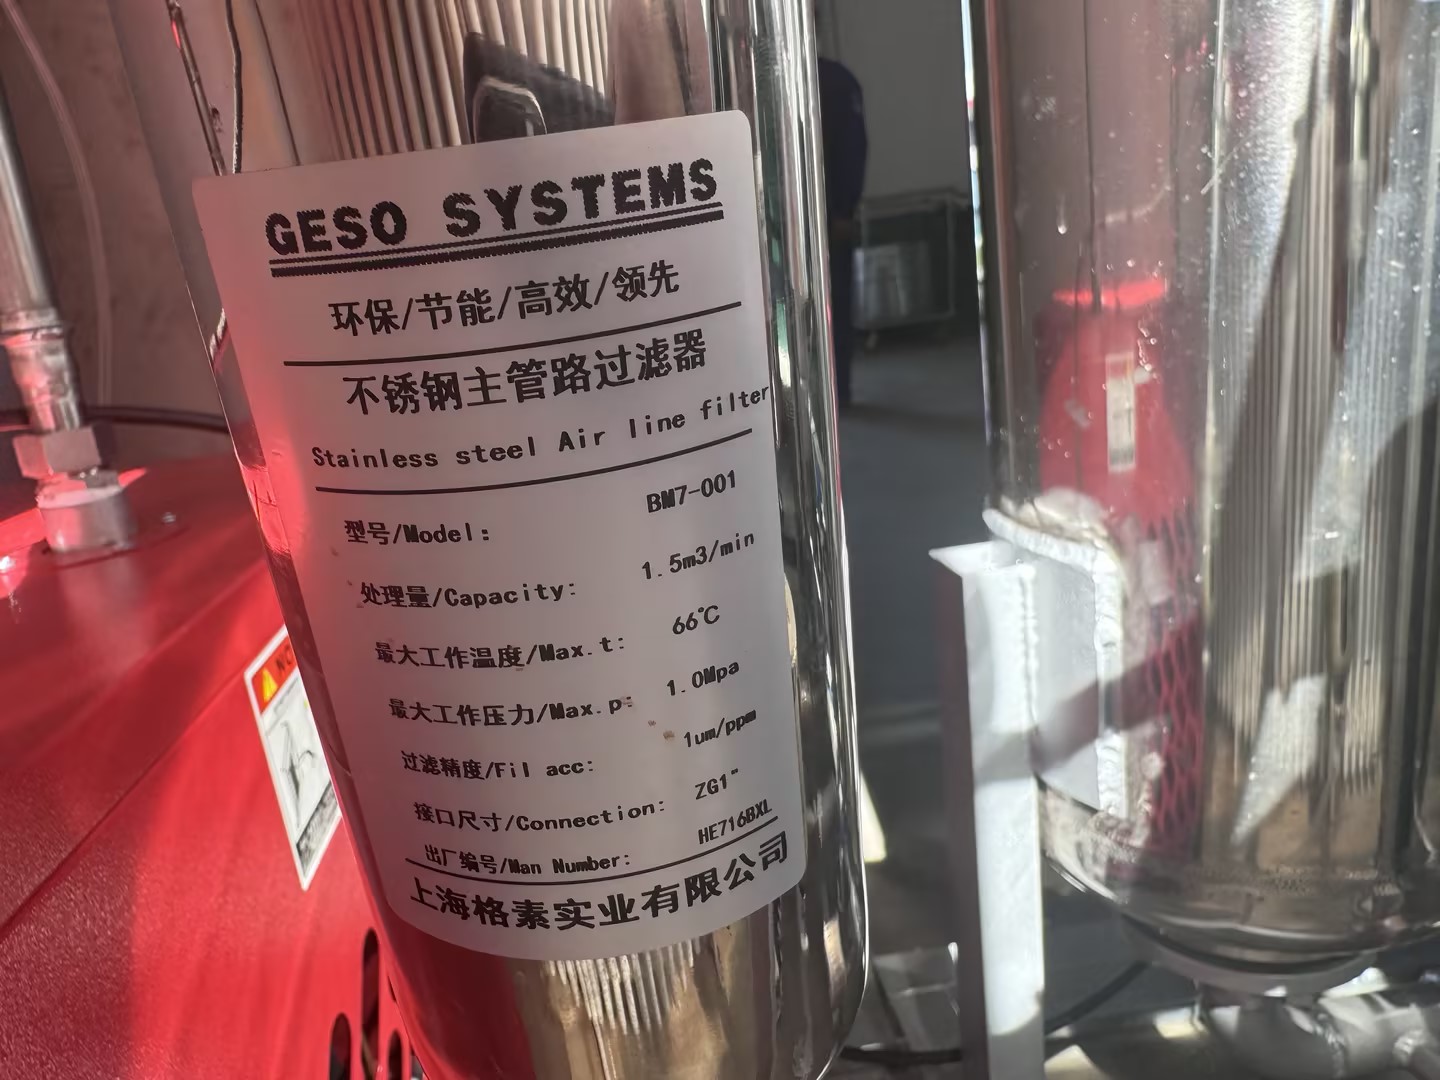 GESO SYSTEMS
环保/节能/高效/领先
不锈钢主管路过滤器
Stainless steel Air line filter
型号/Model: BM7-001
处理量/Capacity: 1.5m3/min
最大工作温度/Max.t: 66℃
最大工作压力/Max.p: 1.0Mpa
过滤精度/Fil acc: 1um/ppm
接口尺寸/Connection: ZG1"
出厂编号/Man Number: HE716BXL
上海格素实业有限公司